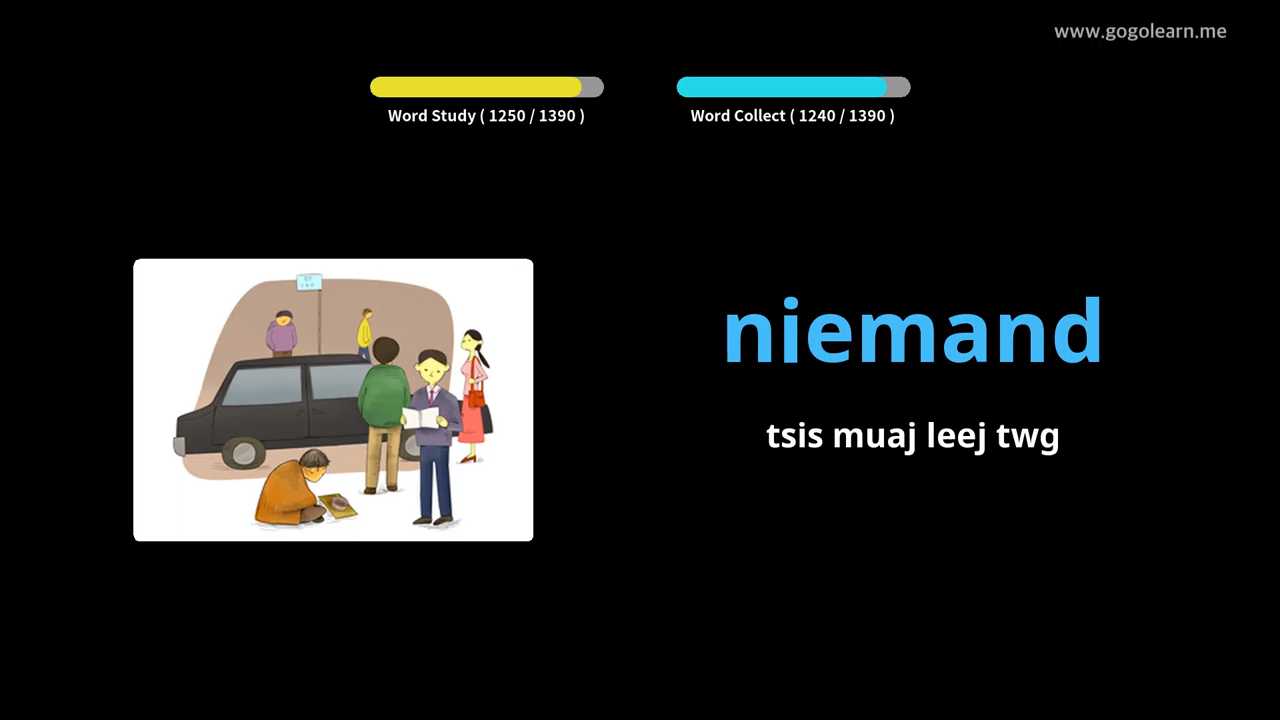 www.gogolearn.me
Word Study ( 1250 / 1390 )
Word Collect ( 1240 / 1390 )
niemand
tsis muaj leej twg